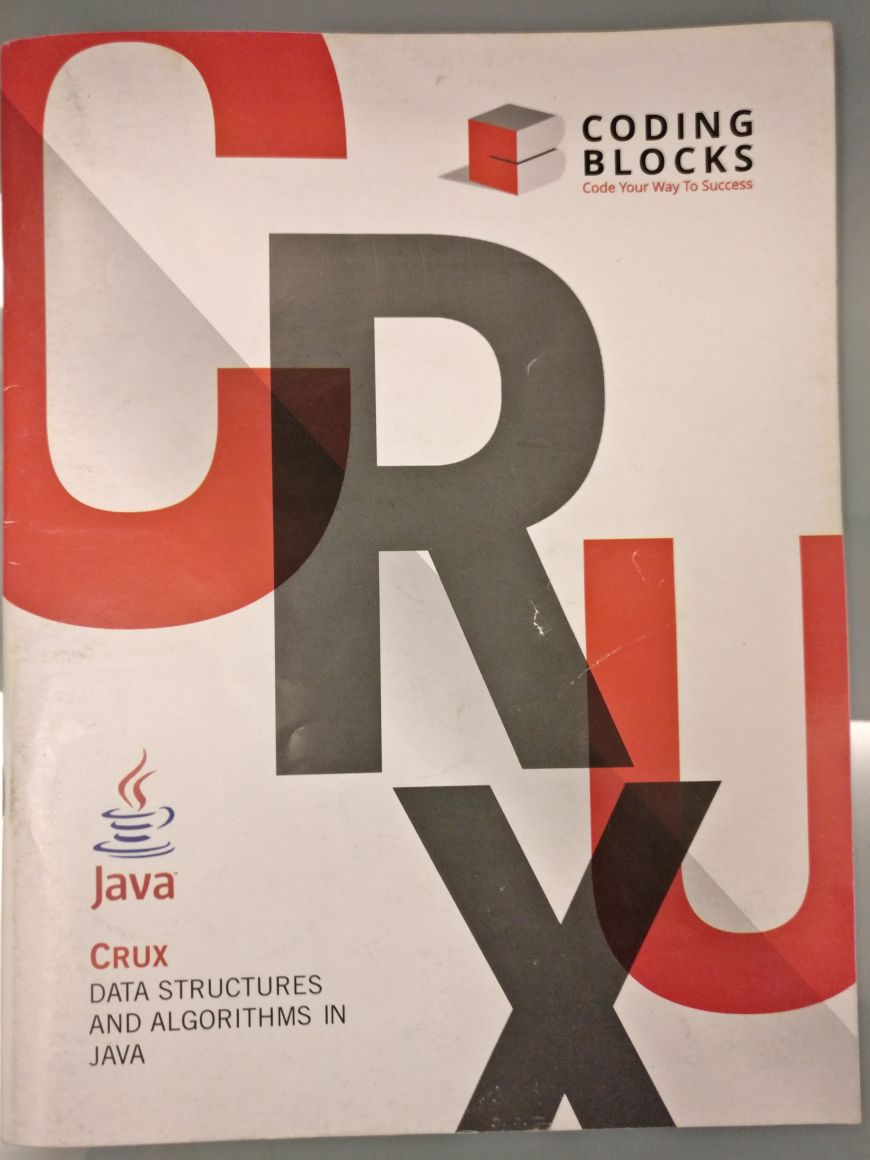 CODING
BLOCKS
Code Your Way To Success
CRUX
Java
CRUX
DATA STRUCTURES
AND ALGORITHMS IN
JAVA